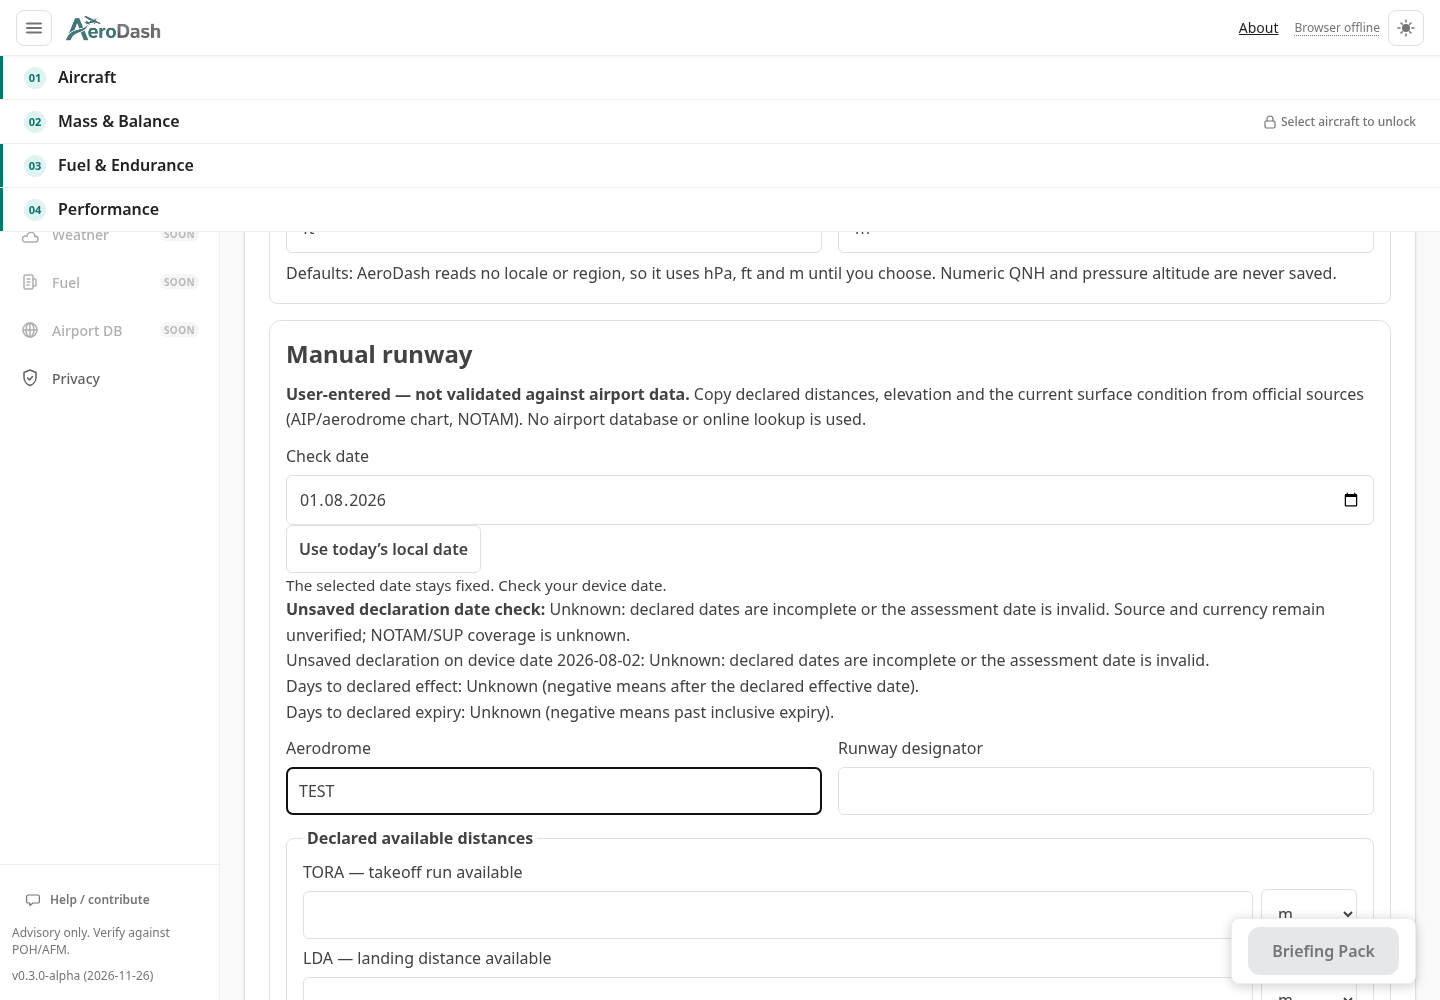 AeroDash
About
Browser offline
01 Aircraft
02 Mass & Balance
Select aircraft to unlock
03 Fuel & Endurance
04 Performance
Weather SOON
Fuel SOON
Airport DB SOON
Privacy
Help / contribute
Advisory only. Verify against
POH/AFM.
v0.3.0-alpha (2026-11-26)
Defaults: AeroDash reads no locale or region, so it uses hPa, ft and m until you choose. Numeric QNH and pressure altitude are never saved.
Manual runway
User-entered — not validated against airport data. Copy declared distances, elevation and the current surface condition from official sources
(AIP/aerodrome chart, NOTAM). No airport database or online lookup is used.
Check date
01.08.2026
Use today’s local date
The selected date stays fixed. Check your device date.
Unsaved declaration date check: Unknown: declared dates are incomplete or the assessment date is invalid. Source and currency remain
unverified; NOTAM/SUP coverage is unknown.
Unsaved declaration on device date 2026-08-02: Unknown: declared dates are incomplete or the assessment date is invalid.
Days to declared effect: Unknown (negative means after the declared effective date).
Days to declared expiry: Unknown (negative means past inclusive expiry).
Aerodrome
Runway designator
TEST
Declared available distances
TORA — takeoff run available
m
LDA — landing distance available
m
Briefing Pack